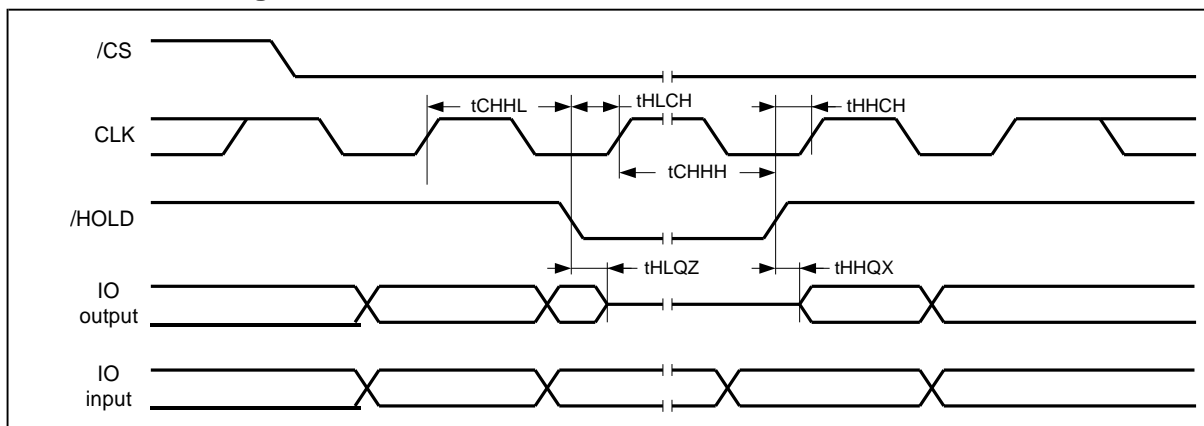 /CS
tCHHL
tHLCH
tHHCH
CLK
tCHHH
/HOLD
tHLQZ
tHHQX
IO
output
IO
input